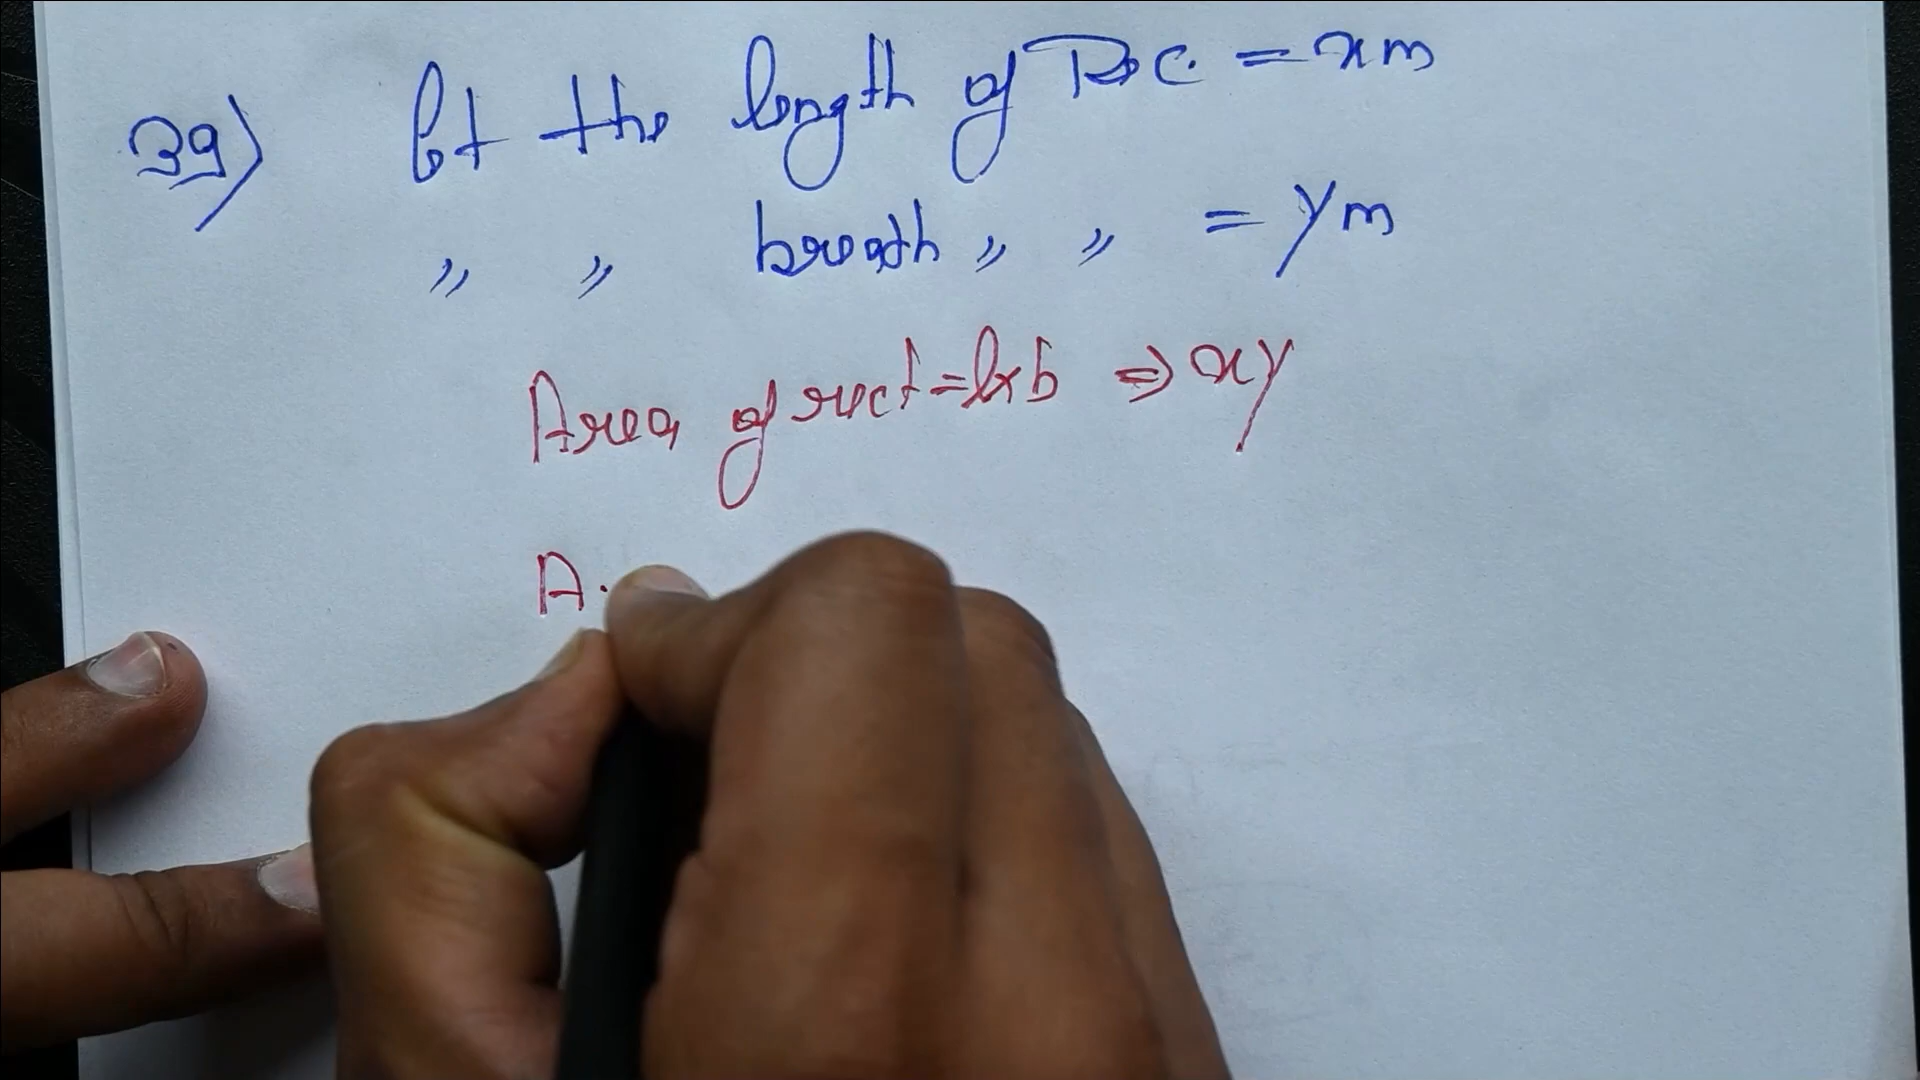 39) let the length of Rec. = xm
" " breath " " = ym
Area of rect = l×b ⇒ xy
A.